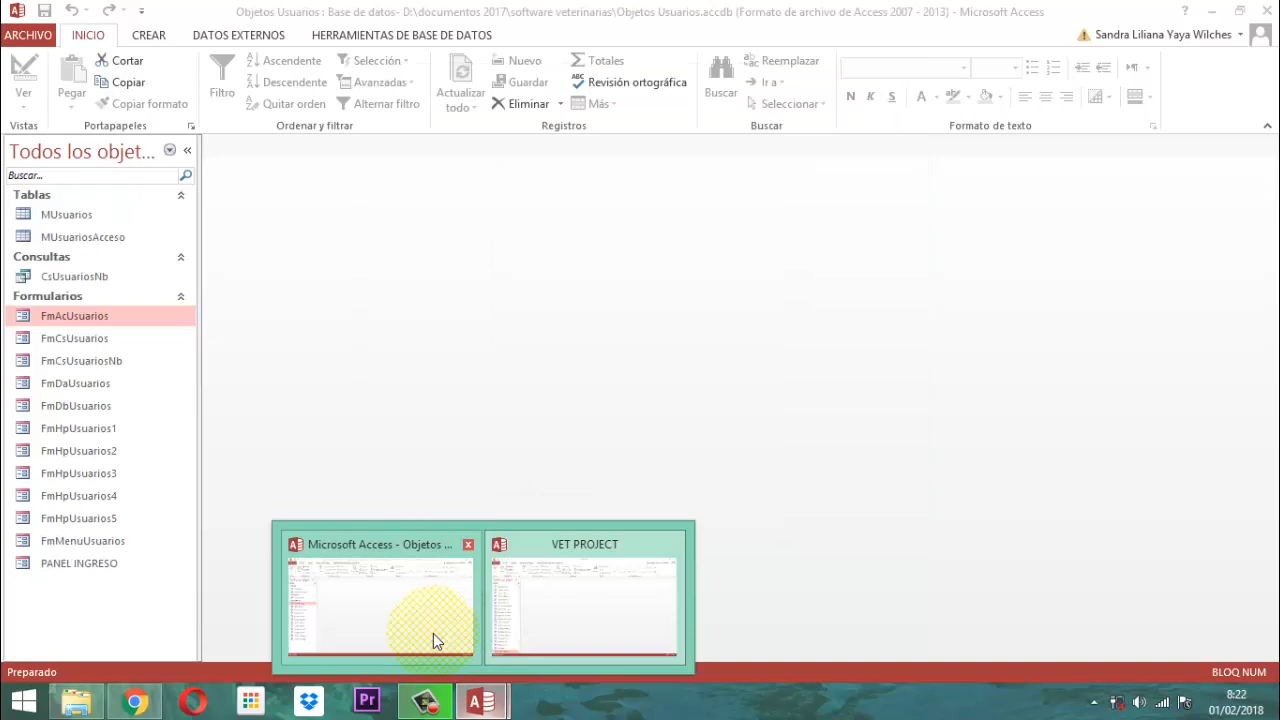 Objetos Usuarios : Base de datos- D:\documentos 2017\software veterinarias\Objetos Usuarios.accdb (Formato de archivo de Access 2007 - 2013) - Microsoft Access
ARCHIVO INICIO CREAR DATOS EXTERNOS HERRAMIENTAS DE BASE DE DATOS Sandra Liliana Yaya Wilches
Cortar Ascendente Selección Nuevo Totales Reemplazar
Copiar Descendente Avanzadas Guardar Revisión ortográfica Ir a
Ver Pegar Filtro Actualizar todo Buscar
Copiar formato Quitar orden Alternar filtro Eliminar Más Seleccionar
N K S A
Vistas Portapapeles Ordenar y filtrar Registros Buscar Formato de texto
Todos los objet...
Buscar...
Tablas
MUsuarios
MUsuariosAcceso
Consultas
CsUsuariosNb
Formularios
FmAcUsuarios
FmCsUsuarios
FmCsUsuariosNb
FmDaUsuarios
FmDbUsuarios
FmHpUsuarios1
FmHpUsuarios2
FmHpUsuarios3
FmHpUsuarios4
FmHpUsuarios5
FmMenuUsuarios
PANEL INGRESO
Microsoft Access - Objetos ... VET PROJECT
Preparado BLOQ NUM
Pr
8:22
01/02/2018